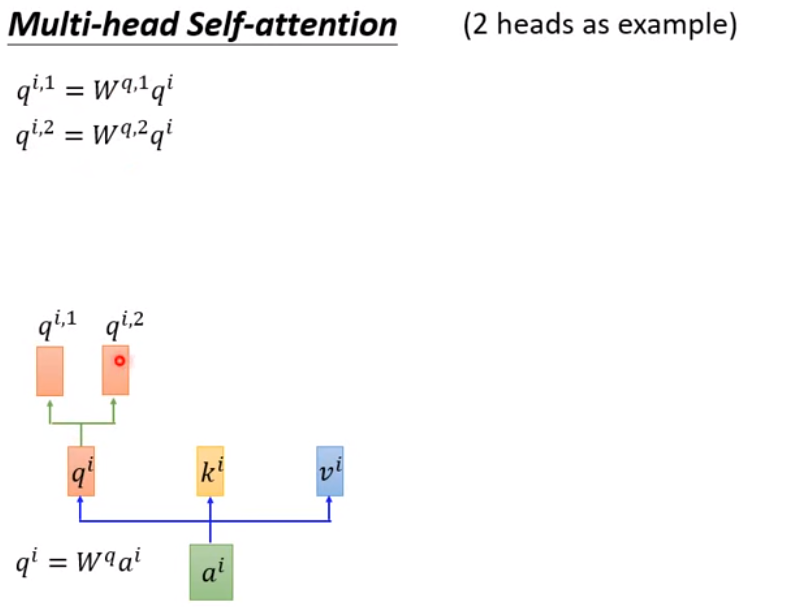 Multi-head Self-attention (2 heads as example)
q^{i,1} = W^{q,1}q^i
q^{i,2} = W^{q,2}q^i
q^{i,1} q^{i,2}
q^i k^i v^i
q^i = W^q a^i
a^i